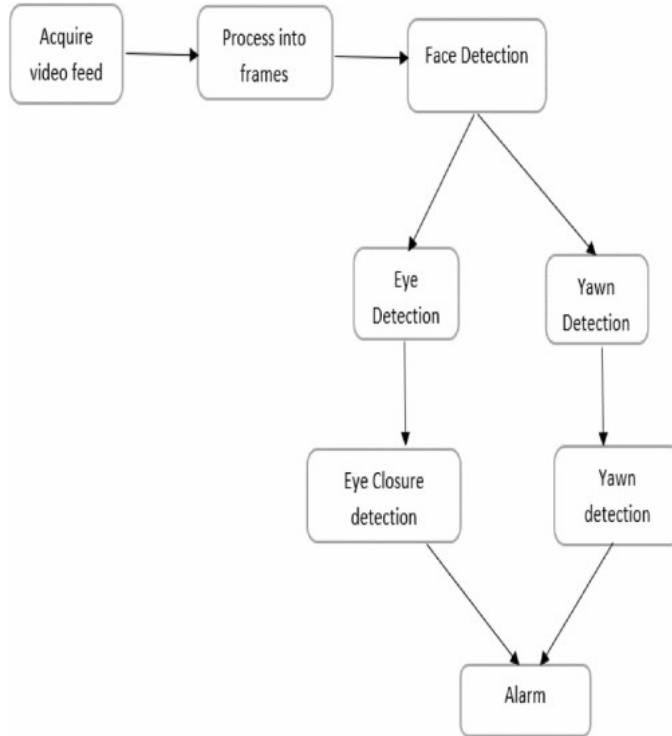 Acquire
video feed
Process into
frames
Face Detection
Eye
Detection
Yawn
Detection
Eye Closure
detection
Yawn
detection
Alarm